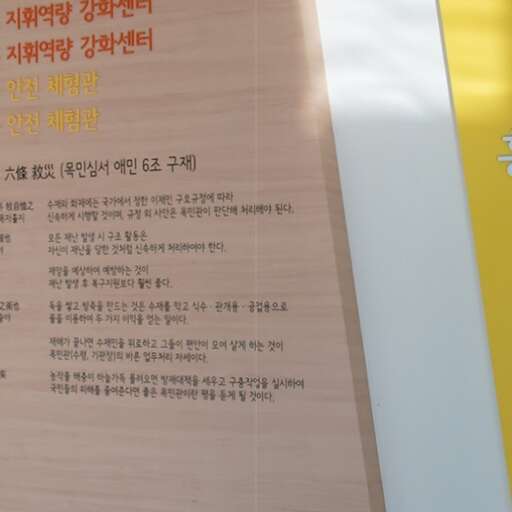 지휘역량 강화센터
지휘역량 강화센터
안전 체험관
안전 체험관
六條 救災 (목민심서 애민 6조 구재)
수재와 화재에는 국가에서 정한 이재민 구호규정에 따라
신속하게 시행할 것이며, 규정 외 사안은 목민관이 판단해 처리해야 된다.
모든 재난 발생 시 구조 활동은
자신이 재난을 당한 것처럼 신속하게 처리하여야 한다.
재앙을 예상하여 예방하는 것이
재난 발생 후 복구지원보다 훨씬 좋다.
둑을 쌓고 방죽을 만드는 것은 수재를 막고 식수·관개용·공업용으로
물을 이용하여 두 가지 이익을 얻는 일이다.
재해가 끝나면 수재민을 위로하고 그들이 편안히 모여 살게 하는 것이
목민관(수령, 기관장)의 바른 업무처리 자세이다.
농작물 해충이 하늘가득 몰려오면 방제대책을 세우고 구충작업을 실시하여
국민들의 피해를 줄여준다면 좋은 목민관이란 평을 듣게 될 것이다.